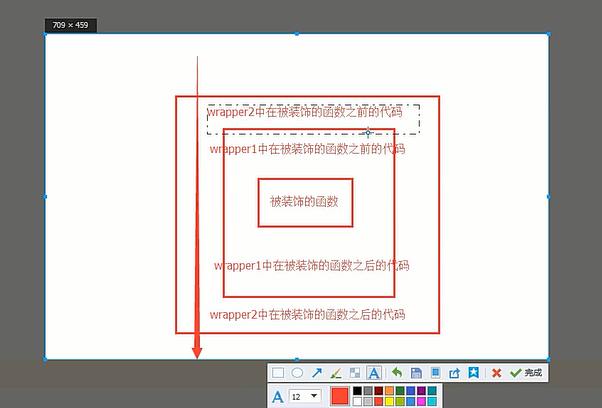 709 × 459
wrapper2中在被装饰的函数之前的代码
wrapper1中在被装饰的函数之前的代码
被装饰的函数
wrapper1中在被装饰的函数之后的代码
wrapper2中在被装饰的函数之后的代码
A
完成
A 12